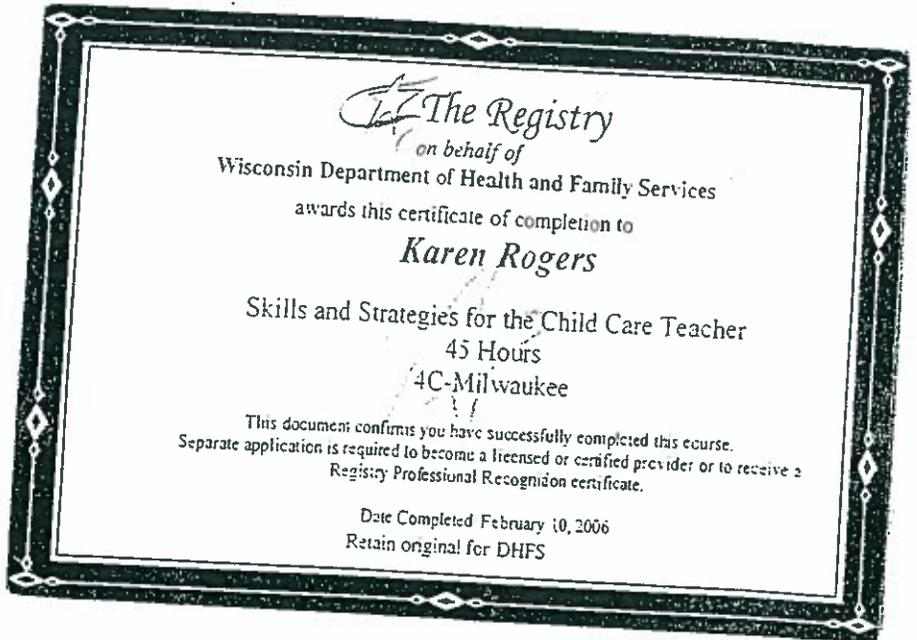 The Registry
on behalf of
Wisconsin Department of Health and Family Services
awards this certificate of completion to
Karen Rogers
Skills and Strategies for the Child Care Teacher
45 Hours
4C-Milwaukee
This document confirms you have successfully completed this course.
Separate application is required to become a licensed or certified provider or to receive a
Registry Professional Recognition certificate.
Date Completed February 10, 2006
Retain original for DHFS